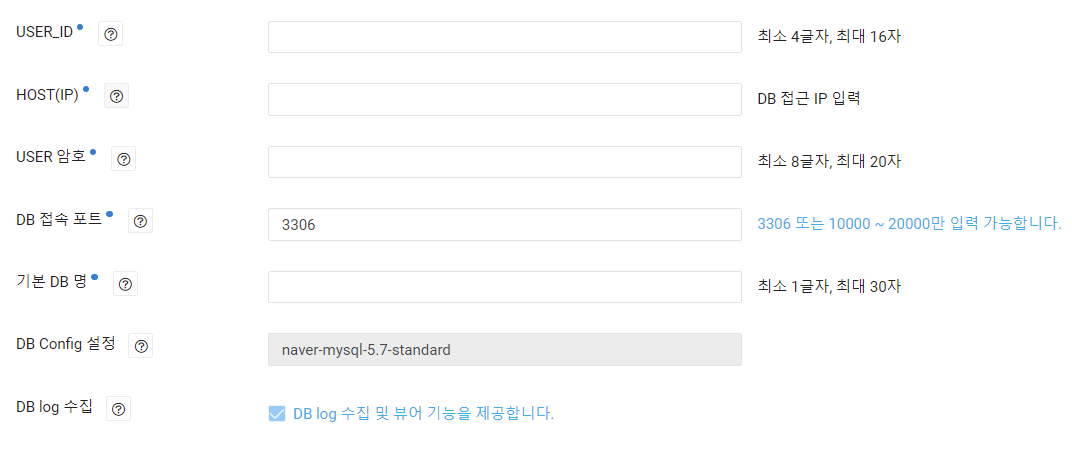 USER_ID
최소 4글자, 최대 16자
HOST(IP)
DB 접근 IP 입력
USER 암호
최소 8글자, 최대 20자
DB 접속 포트
3306
3306 또는 10000 ~ 20000만 입력 가능합니다.
기본 DB 명
최소 1글자, 최대 30자
DB Config 설정
naver-mysql-5.7-standard
DB log 수집
DB log 수집 및 뷰어 기능을 제공합니다.